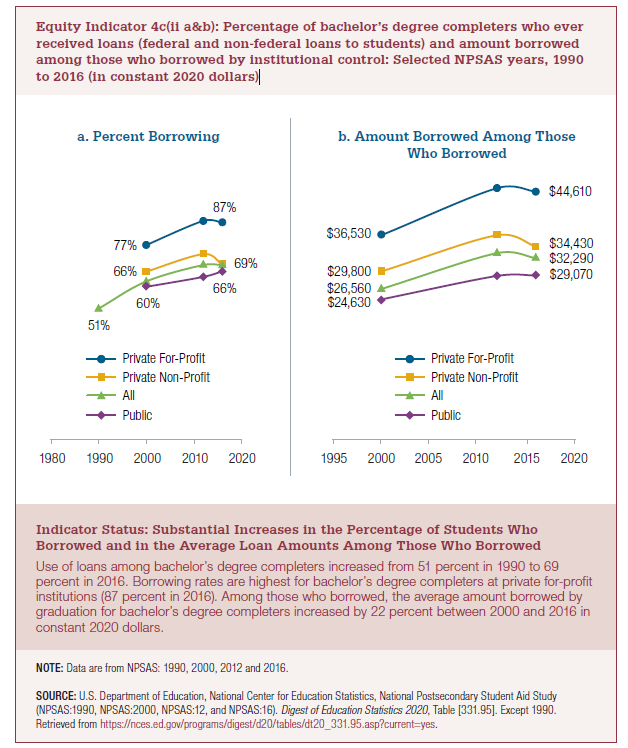 Equity Indicator 4c(ii a&b): Percentage of bachelor's degree completers who ever
received loans (federal and non-federal loans to students) and amount borrowed
among those who borrowed by institutional control: Selected NPSAS years, 1990
to 2016 (in constant 2020 dollars)
a. Percent Borrowing
87%
77%
66%
69%
66%
60%
51%
Private For-Profit
Private Non-Profit
All
Public
1980 1990 2000 2010 2020
b. Amount Borrowed Among Those
Who Borrowed
$44,610
$36,530
$34,430
$29,800
$32,290
$26,560
$29,070
$24,630
Private For-Profit
Private Non-Profit
All
Public
1995 2000 2005 2010 2015 2020
Indicator Status: Substantial Increases in the Percentage of Students Who
Borrowed and in the Average Loan Amounts Among Those Who Borrowed
Use of loans among bachelor's degree completers increased from 51 percent in 1990 to 69
percent in 2016. Borrowing rates are highest for bachelor's degree completers at private for-profit
institutions (87 percent in 2016). Among those who borrowed, the average amount borrowed by
graduation for bachelor's degree completers increased by 22 percent between 2000 and 2016 in
constant 2020 dollars.
NOTE: Data are from NPSAS: 1990, 2000, 2012 and 2016.
SOURCE: U.S. Department of Education, National Center for Education Statistics, National Postsecondary Student Aid Study
(NPSAS:1990, NPSAS:2000, NPSAS:12, and NPSAS:16). Digest of Education Statistics 2020, Table [331.95]. Except 1990.
Retrieved from https://nces.ed.gov/programs/digest/d20/tables/dt20_331.95.asp?current=yes.